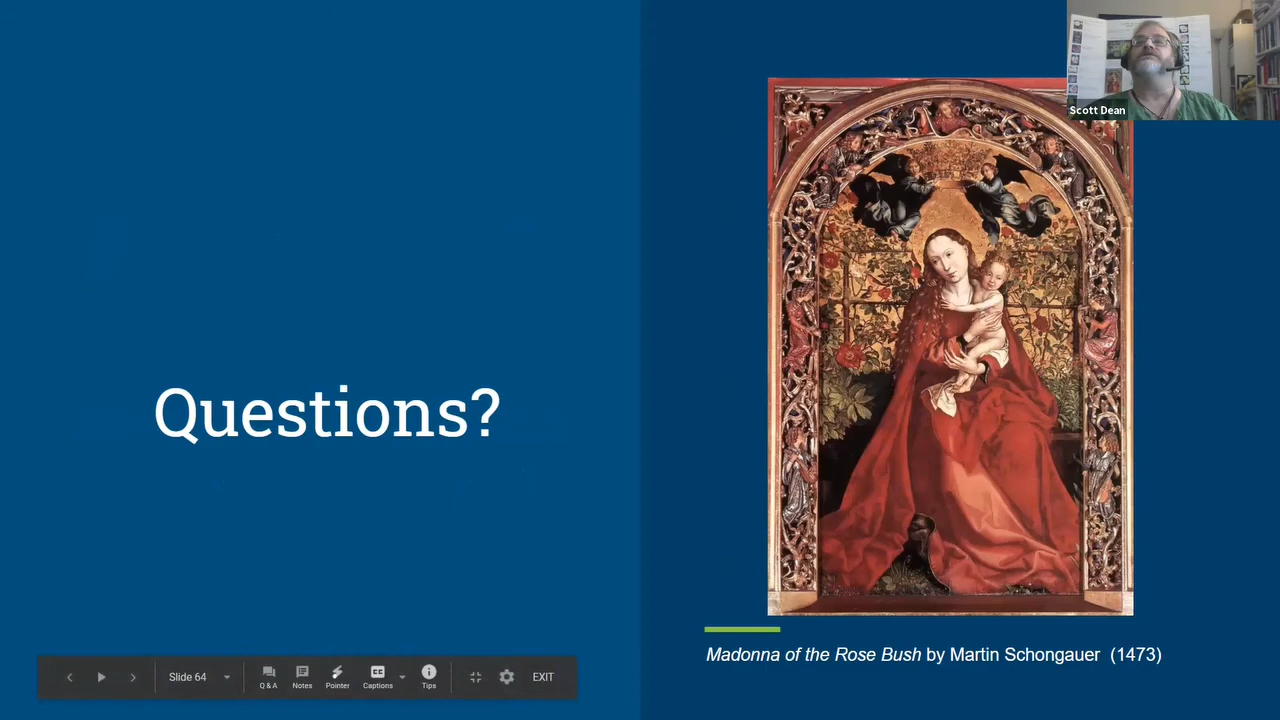 Scott Dean
Questions?
Madonna of the Rose Bush by Martin Schongauer (1473)
Slide 64
Q & A
Notes
Pointer
CC
Captions
Tips
EXIT